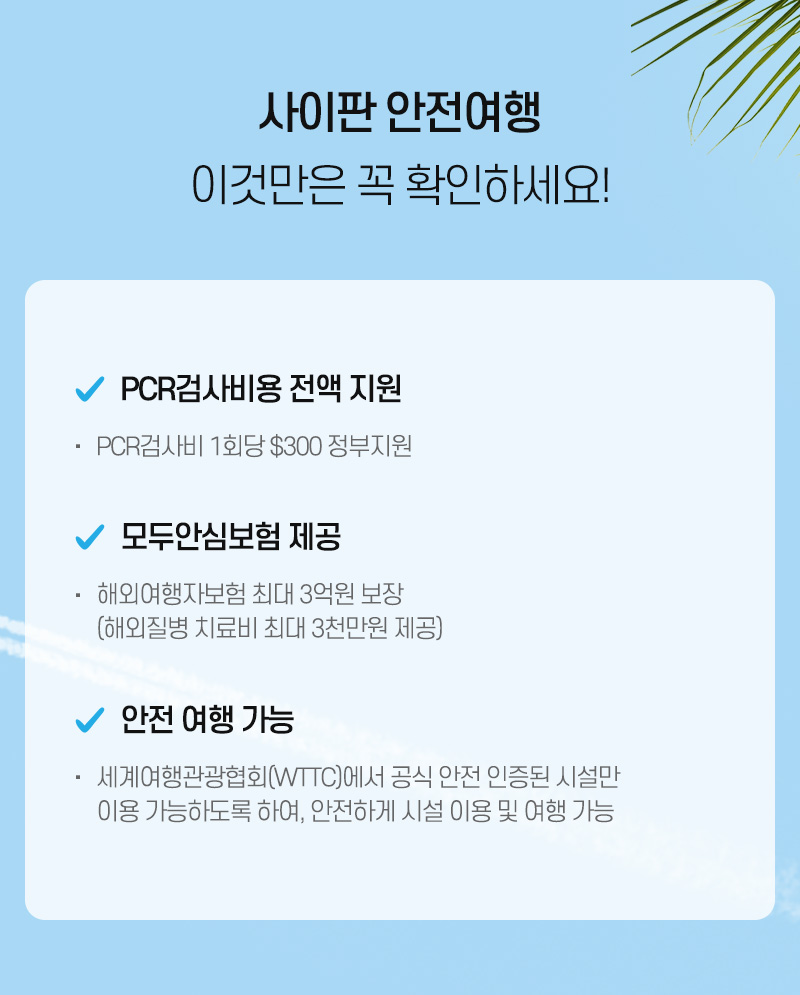 사이판 안전여행
이것만은 꼭 확인하세요!
PCR검사비용 전액 지원
· PCR검사비 1회당 $300 정부지원
모두안심보험 제공
· 해외여행자보험 최대 3억원 보장
(해외질병 치료비 최대 3천만원 제공)
안전 여행 가능
· 세계여행관광협회(WTTC)에서 공식 안전 인증된 시설만
이용 가능하도록 하여, 안전하게 시설 이용 및 여행 가능